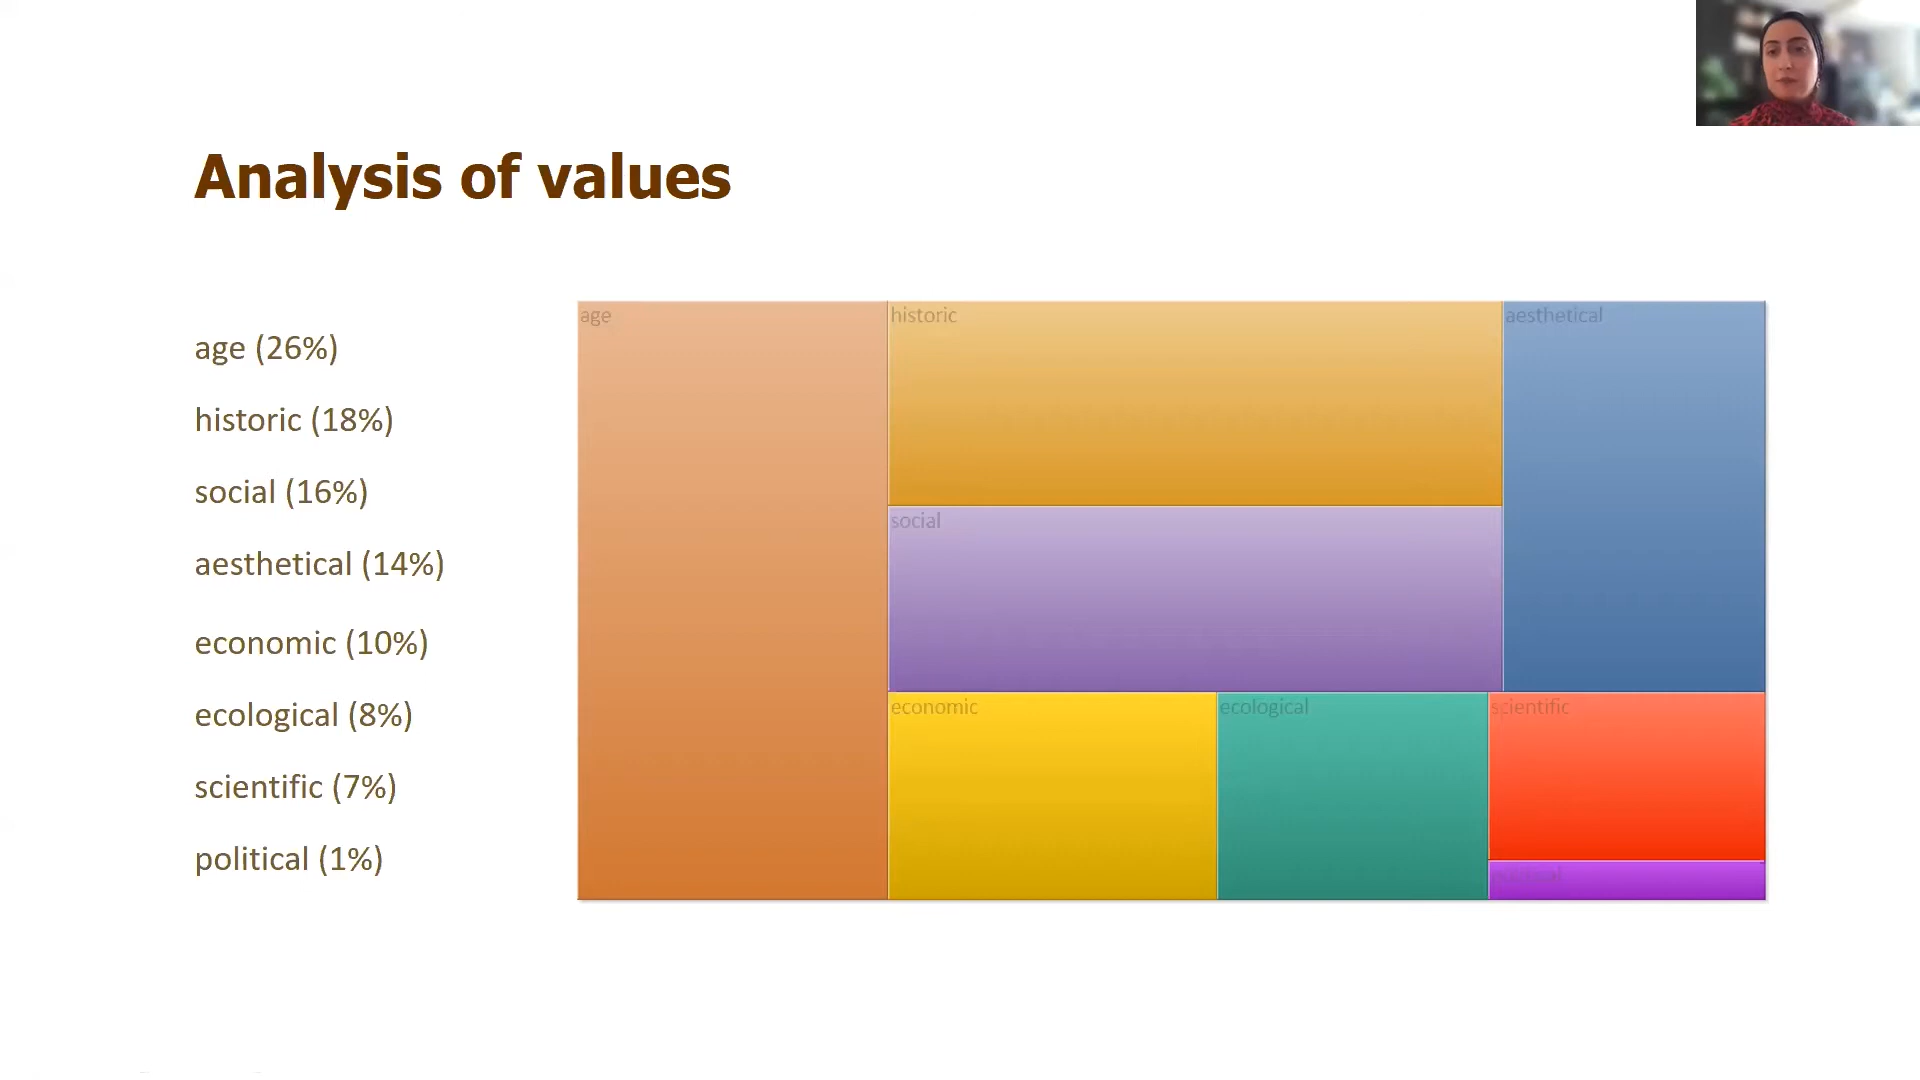 Analysis of values
age (26%)
historic (18%)
social (16%)
aesthetical (14%)
economic (10%)
ecological (8%)
scientific (7%)
political (1%)
age
historic
aesthetical
social
economic
ecological
scientific